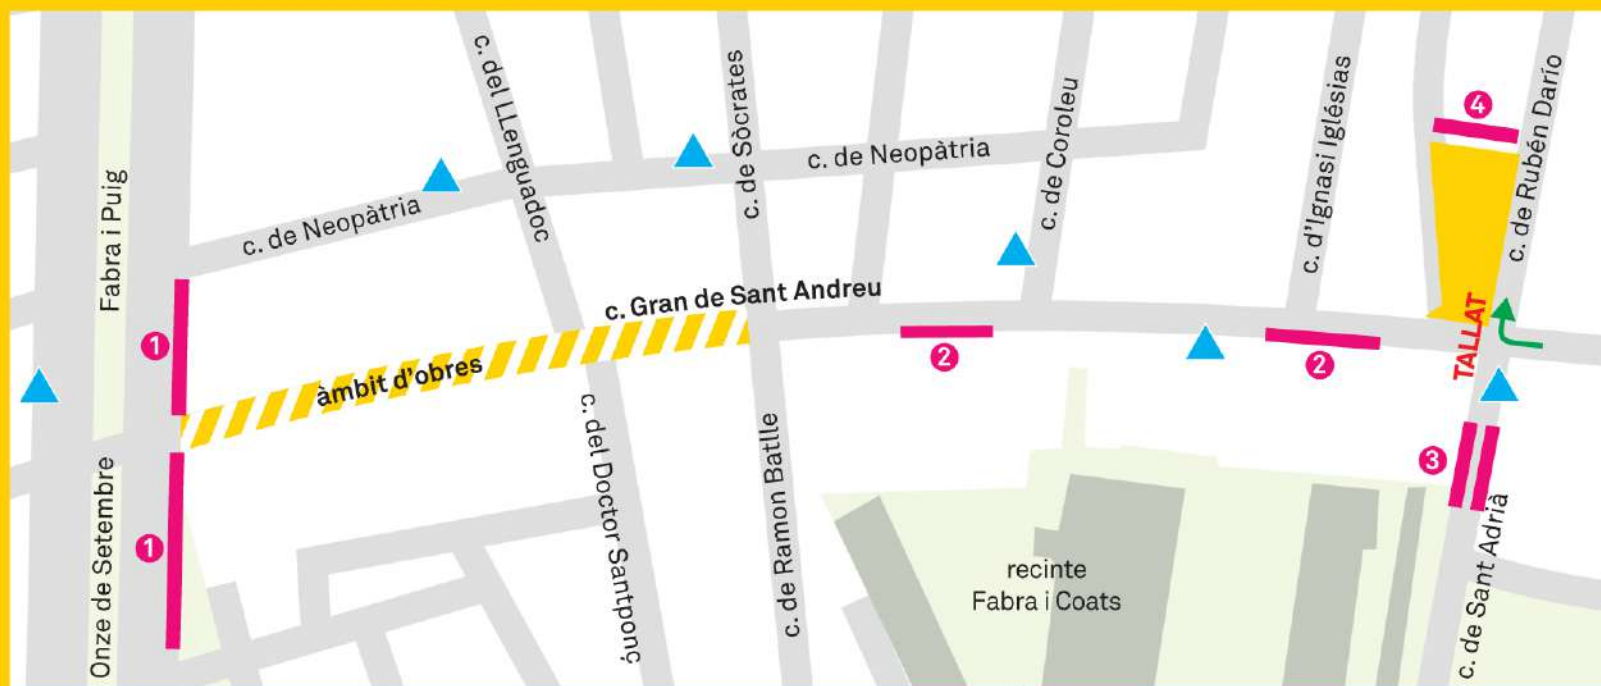 c. del LLenguadoc
c. de Sòcrates
c. de Neopàtria
c. de Coroleu
c. d'Ignasi Iglésias
4
c. de Rubén Darío
Fabra i Puig
c. de Neopàtria
c. Gran de Sant Andreu
àmbit d'obres
1
2
2
TALLAT
3
1
Onze de Setembre
c. del Doctor Santponç
c. de Ramon Batlle
recinte
Fabra i Coats
c. de Sant Adrià